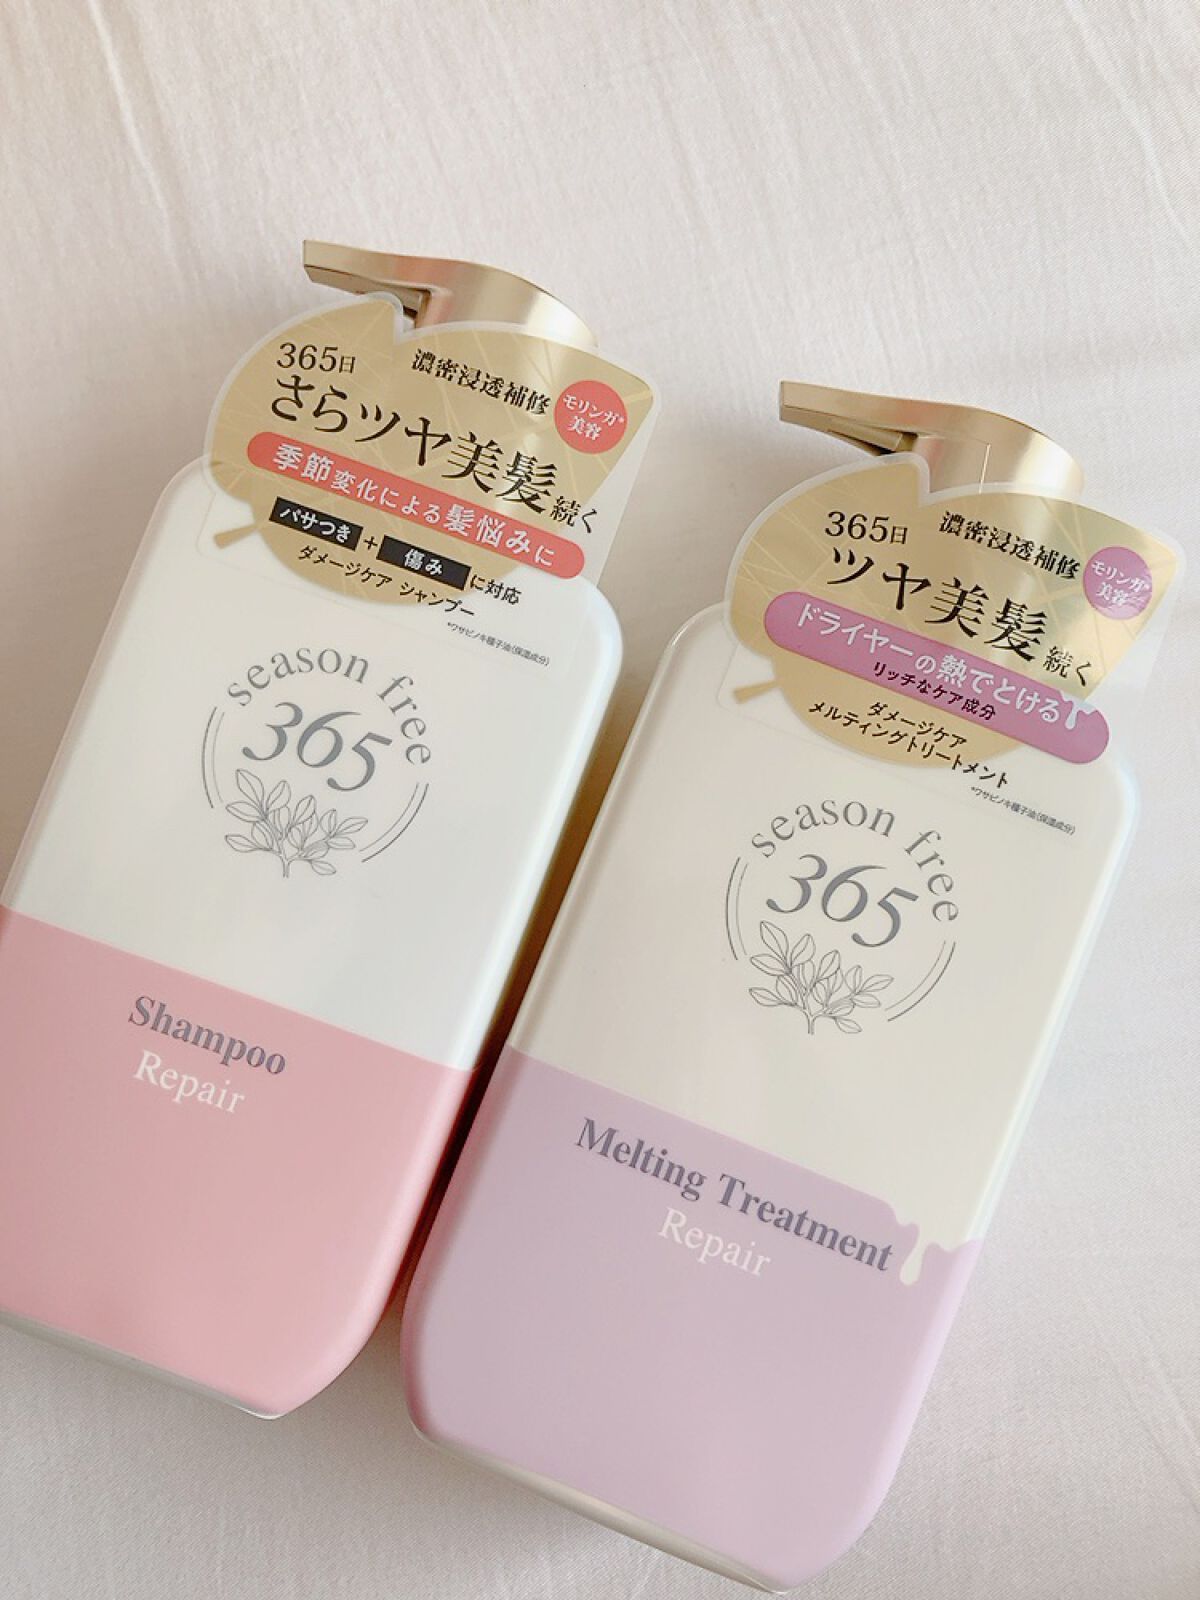 365日
さらツヤ美髪続く
濃密浸透補修
モリンガ*
美容
季節変化による髪悩みに
パサつき+傷みに対応
ダメージケア シャンプー
*ワサビノキ種子油(保湿成分)
season free
365
Shampoo
Repair
365日
ツヤ美髪続く
濃密浸透補修
モリンガ*
美容
ドライヤーの熱でとける
リッチなケア成分
ダメージケア
メルティングトリートメント
*ワサビノキ種子油(保湿成分)
season free
365
Melting Treatment
Repair